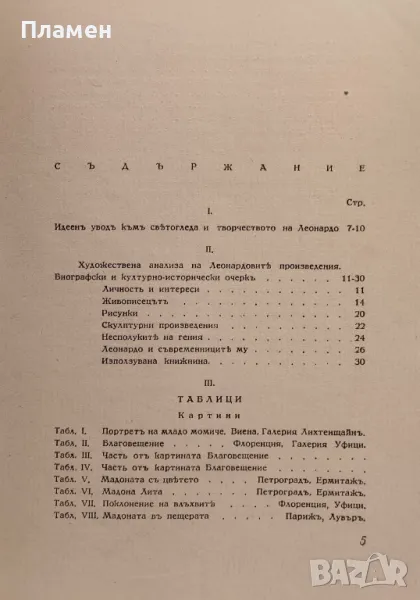 Пламен
СЪДЪРЖАНИЕ
Стр.
I.
Идеенъ уводъ къмъ свѣтогледа и творчеството на Леонардо 7-10
II.
Художествена анализа на Леонардовитѣ произведения.
Биографски и културно-исторически очеркъ . . . . . . 11-30
Личность и интереси . . . . . . . . . . . 11
Живописецътъ . . . . . . . . . . . . 14
Рисунки . . . . . . . . . . . . . 20
Скулптурни произведения . . . . . . . . . 22
Несполукитѣ на гения . . . . . . . . . . 24
Леонардо и съвременницитѣ му . . . . . . . 26
Използувана книжнина. . . . . . . . . . 30
III.
ТАБЛИЦИ
Картини
Табл. I. Портретъ на младо момиче. Виена. Галерия Лихтенщайнъ.
Табл. II. Благовещение . . . . Флоренция, Галерия Уфици.
Табл. III. Часть отъ картината Благовещение . . . . . .
Табл. IV. Часть отъ картината Благовещение . . . . . .
Табл. V. Мадоната съ цвѣтето . . . . Петроградъ, Ермитажъ.
Табл. VI. Мадона Лита . . . . . . Петроградъ, Ермитажъ.
Табл. VII. Поклонение на влъхвитѣ . . . Флоренция, Уфици.
Табл. VIII. Мадоната въ пещерата . . . . . Парижъ, Лувъръ.
5
BAZAR